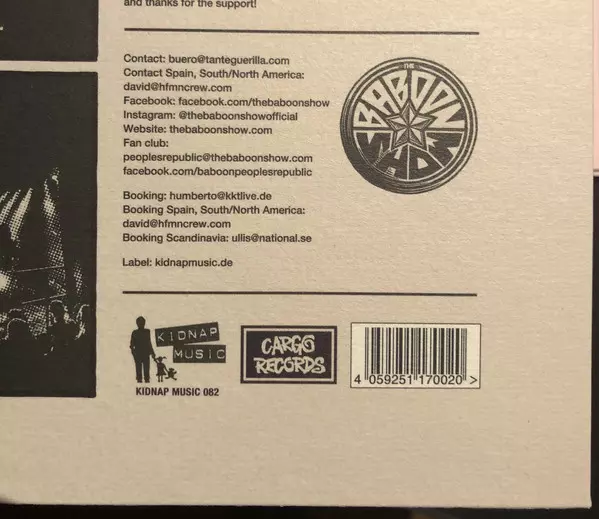 and thanks for the support!
Contact: buero@tanteguerilla.com
Contact Spain, South/North America:
david@hfmncrew.com
Facebook: facebook.com/thebaboonshow
Instagram: @thebaboonshowofficial
Website: thebaboonshow.com
Fan club:
peoplesrepublic@thebaboonshow.com
facebook.com/baboonpeoplesrepublic
THE
BABOON
SHOW
Booking: humberto@kktlive.de
Booking Spain, South/North America:
david@hfmncrew.com
Booking Scandinavia: ullis@national.se
Label: kidnapmusic.de
KIDNAP
MUSIC
KIDNAP MUSIC 082
CARGO
RECORDS
4 059251 170020 >